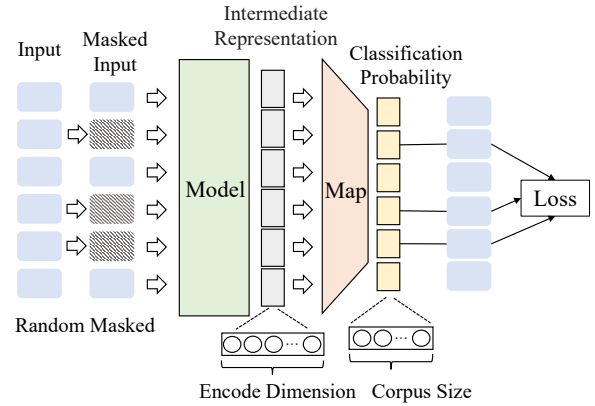 Intermediate
Representation
Input
Masked
Input
Classification
Probability
Model
Map
Loss
Random Masked
...
...
Encode Dimension
Corpus Size